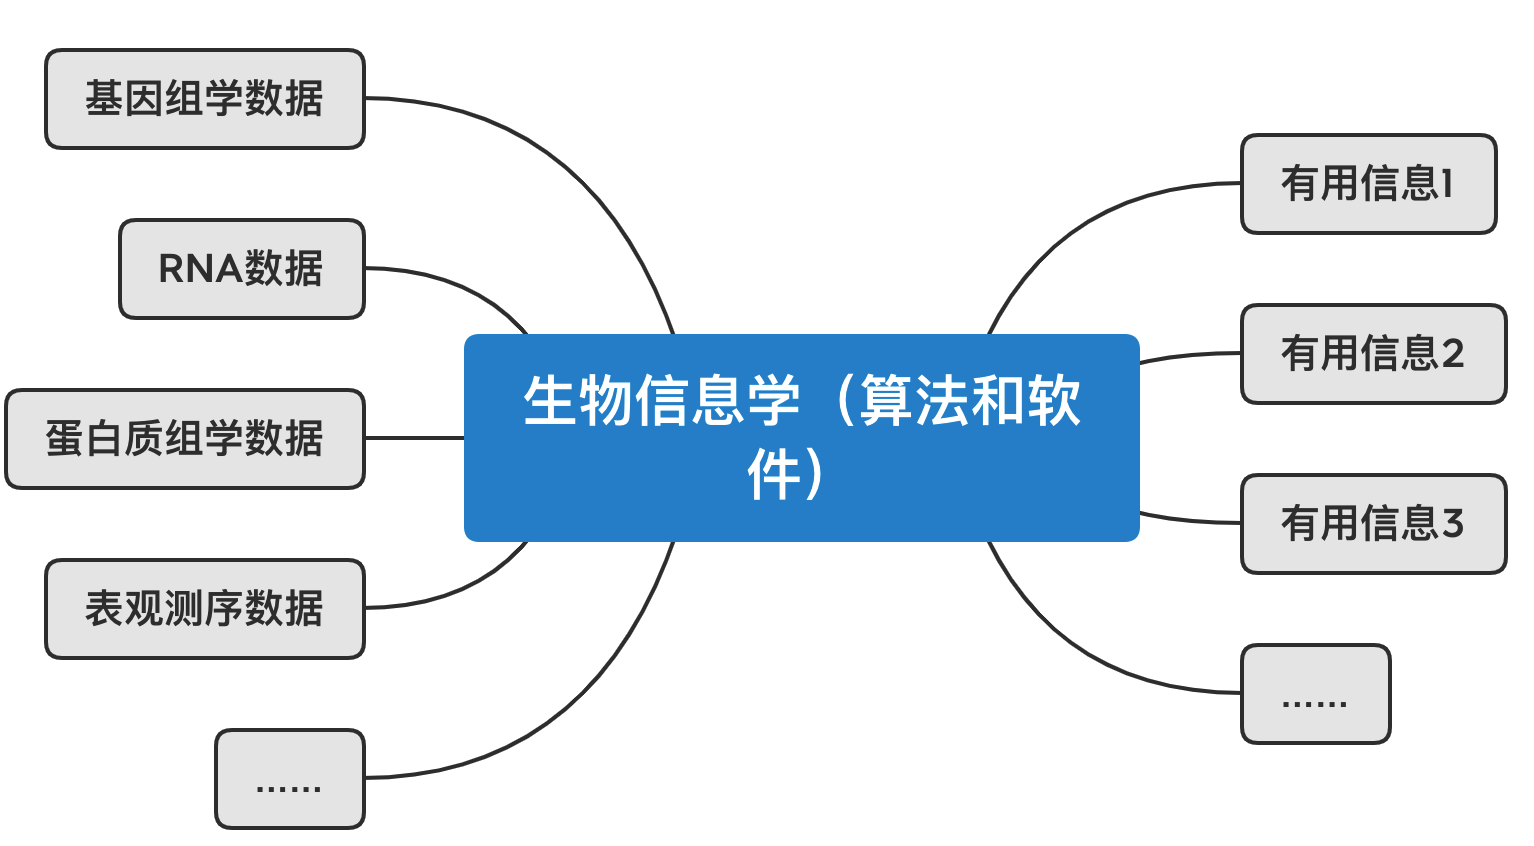 基因组学数据
RNA数据
蛋白质组学数据
表观测序数据
……
生物信息学（算法和软
件）
有用信息1
有用信息2
有用信息3
……